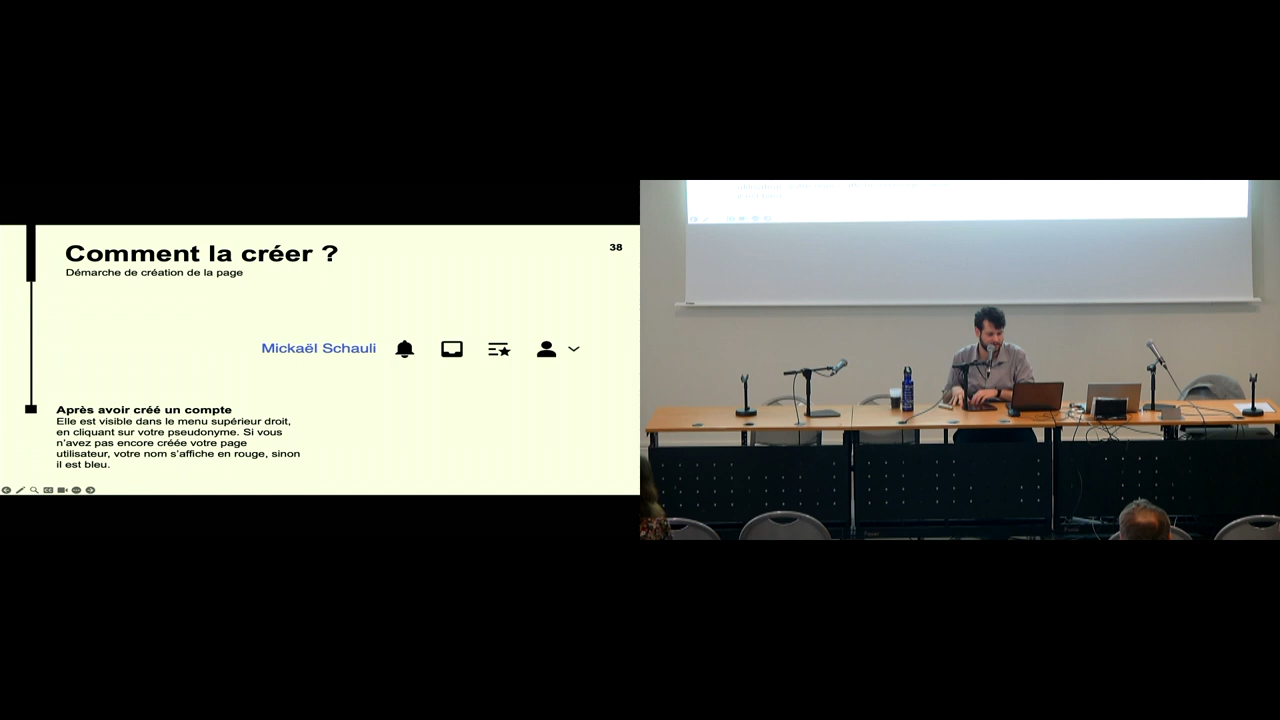 Comment la créer ?
38
Démarche de création de la page
Mickaël Schauli
Après avoir créé un compte
Elle est visible dans le menu supérieur droit,
en cliquant sur votre pseudonyme. Si vous
n’avez pas encore créée votre page
utilisateur, votre nom s’affiche en rouge, sinon
il est bleu.